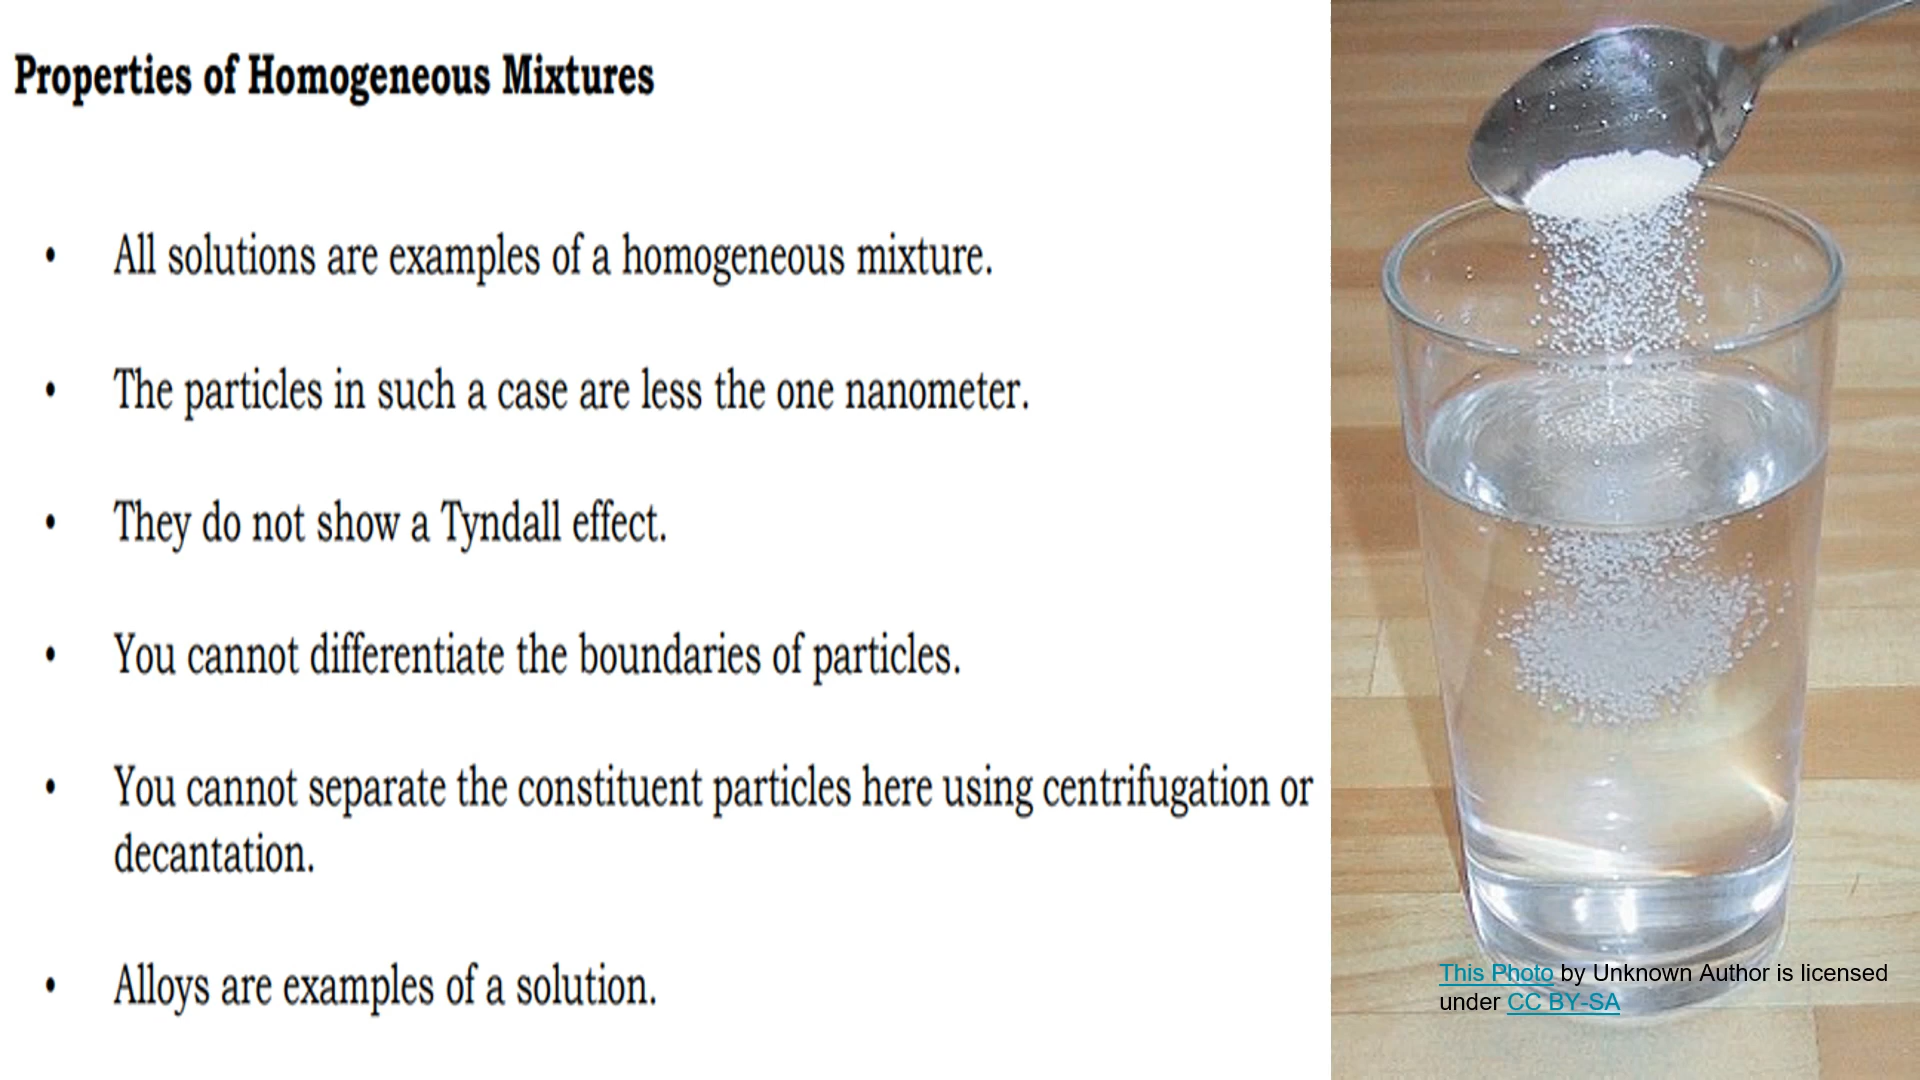 Properties of Homogeneous Mixtures
• All solutions are examples of a homogeneous mixture.
• The particles in such a case are less the one nanometer.
• They do not show a Tyndall effect.
• You cannot differentiate the boundaries of particles.
• You cannot separate the constituent particles here using centrifugation or
decantation.
• Alloys are examples of a solution.
This Photo by Unknown Author is licensed
under CC BY-SA